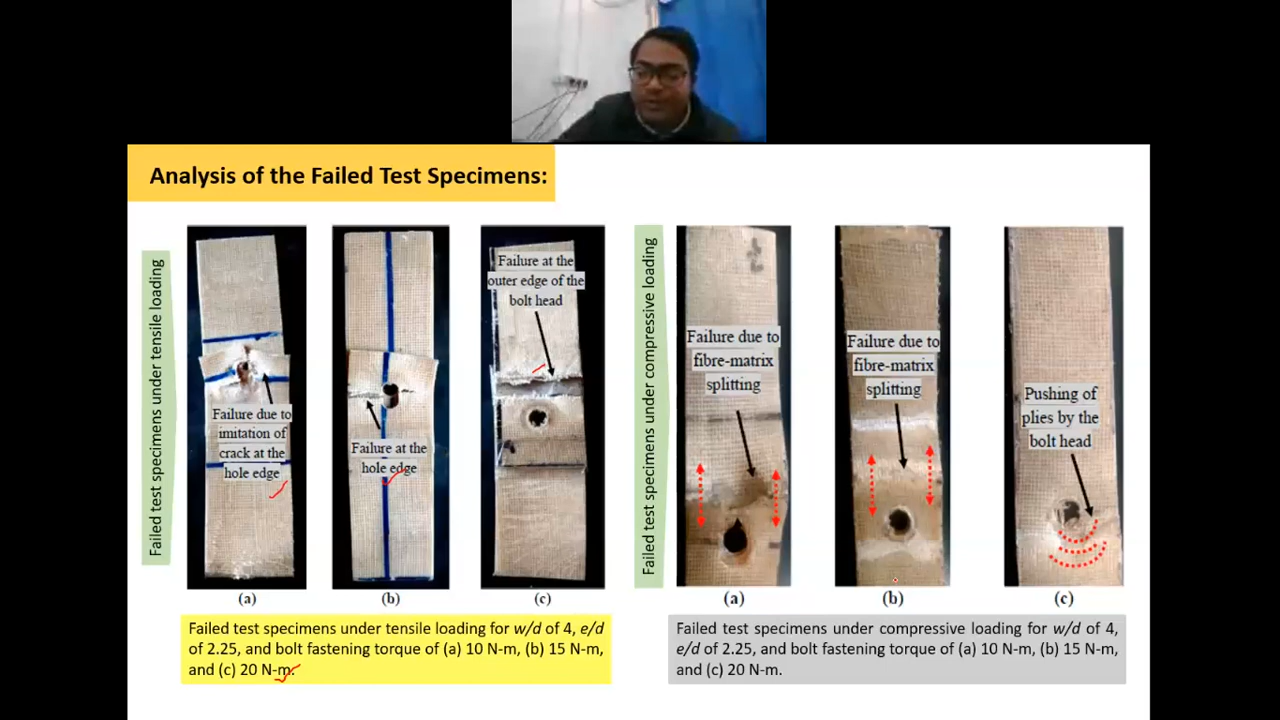 Analysis of the Failed Test Specimens:
Failed test specimens under tensile loading
Failure due to
imitation of
crack at the
hole edge
(a)
Failure at the
hole edge
(b)
Failure at the
outer edge of the
bolt head
(c)
Failed test specimens under tensile loading for w/d of 4, e/d
of 2.25, and bolt fastening torque of (a) 10 N-m, (b) 15 N-m,
and (c) 20 N-m.
Failed test specimens under compressive loading
Failure due to
fibre-matrix
splitting
(a)
Failure due to
fibre-matrix
splitting
(b)
Pushing of
plies by the
bolt head
(c)
Failed test specimens under compressive loading for w/d of 4,
e/d of 2.25, and bolt fastening torque of (a) 10 N-m, (b) 15 N-m,
and (c) 20 N-m.